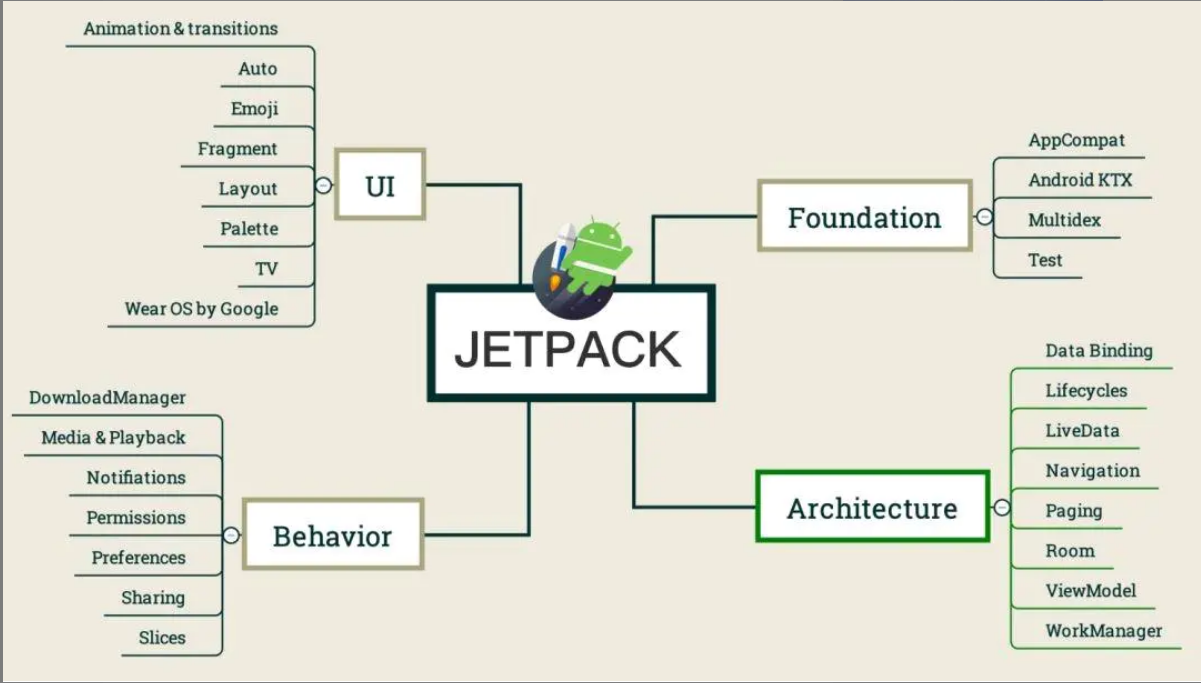 Animation & transitions
Auto
Emoji
Fragment
Layout
Palette
TV
Wear OS by Google
UI
AppCompat
Android KTX
Multidex
Test
Foundation
JETPACK
DownloadManager
Media & Playback
Notifiations
Permissions
Preferences
Sharing
Slices
Behavior
Data Binding
Lifecycles
LiveData
Navigation
Paging
Room
ViewModel
WorkManager
Architecture